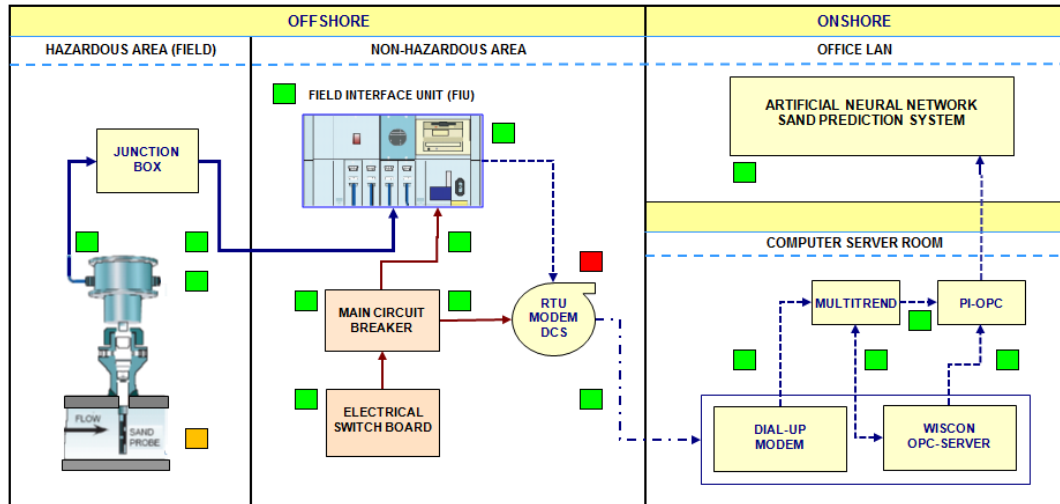 OFFSHORE
ONSHORE
HAZARDOUS AREA (FIELD)
NON-HAZARDOUS AREA
OFFICE LAN
FIELD INTERFACE UNIT (FIU)
ARTIFICIAL NEURAL NETWORK
SAND PREDICTION SYSTEM
JUNCTION
BOX
COMPUTER SERVER ROOM
MAIN CIRCUIT
BREAKER
RTU
MODEM
DCS
MULTITREND
PI-OPC
ELECTRICAL
SWITCH BOARD
FLOW
SAND
PROBE
DIAL-UP
MODEM
WISCON
OPC-SERVER